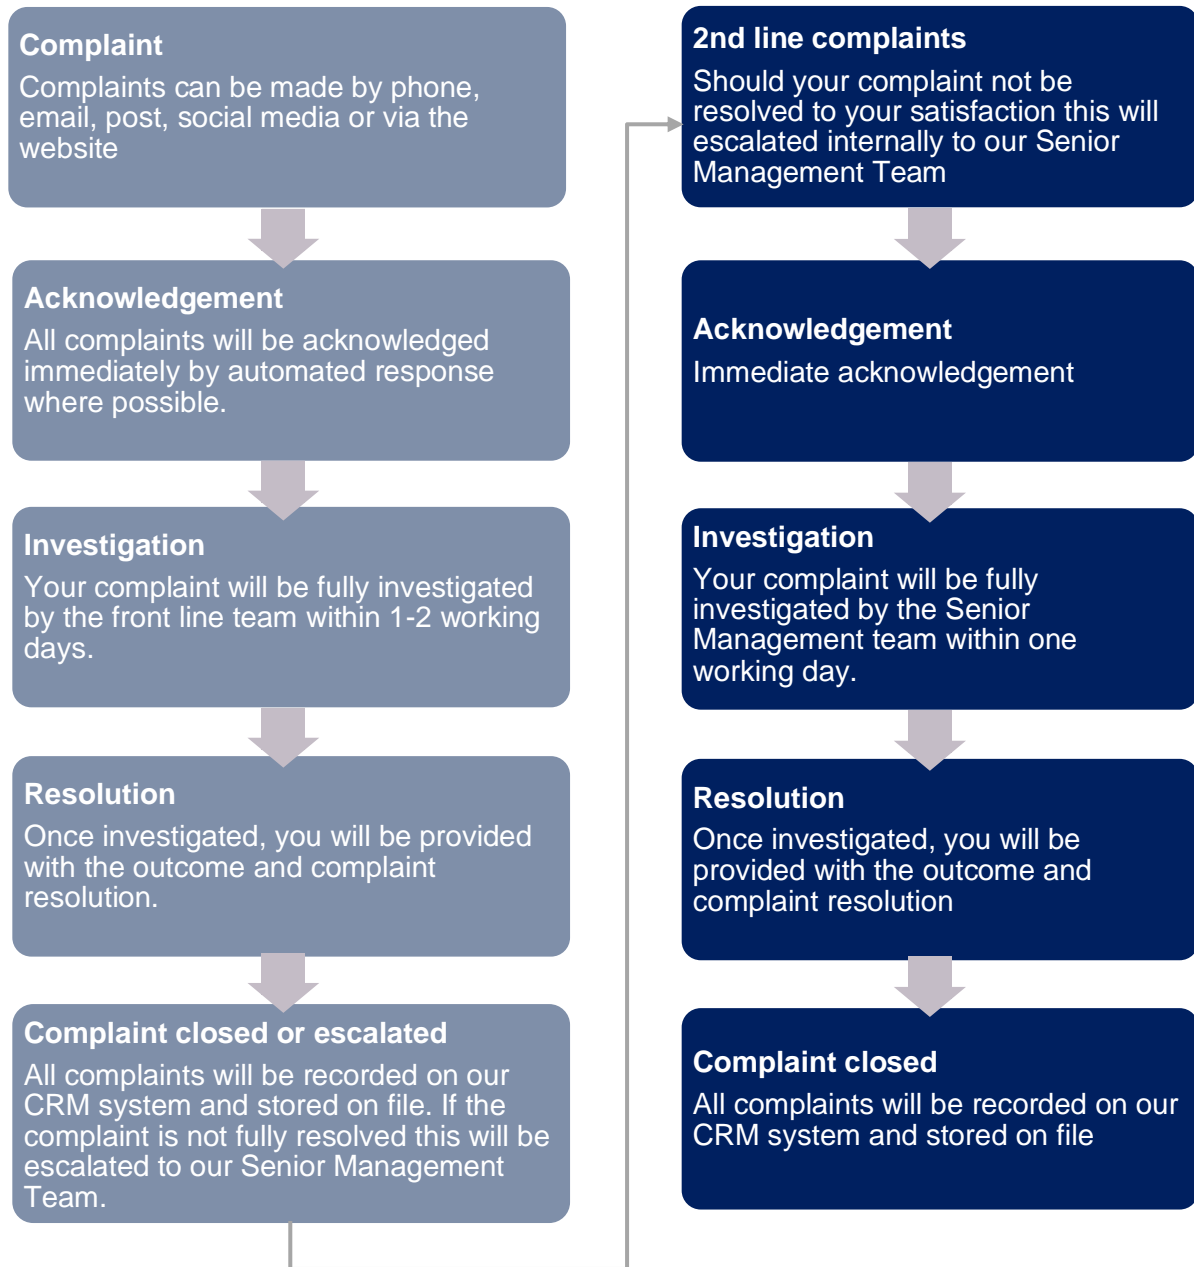 Complaint
Complaints can be made by phone,
email, post, social media or via the
website
Acknowledgement
All complaints will be acknowledged
immediately by automated response
where possible.
Investigation
Your complaint will be fully investigated
by the front line team within 1-2 working
days.
Resolution
Once investigated, you will be provided
with the outcome and complaint
resolution.
Complaint closed or escalated
All complaints will be recorded on our
CRM system and stored on file. If the
complaint is not fully resolved this will be
escalated to our Senior Management
Team.
2nd line complaints
Should your complaint not be
resolved to your satisfaction this will
escalated internally to our Senior
Management Team
Acknowledgement
Immediate acknowledgement
Investigation
Your complaint will be fully
investigated by the Senior
Management team within one
working day.
Resolution
Once investigated, you will be
provided with the outcome and
complaint resolution
Complaint closed
All complaints will be recorded on our
CRM system and stored on file